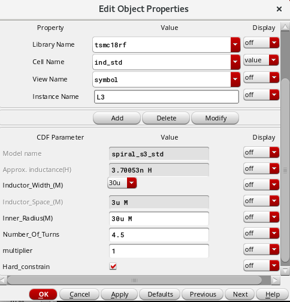 Edit Object Properties
Property Value Display
Library Name tsmc18rf off
Cell Name ind_std value
View Name symbol off
Instance Name L3 off
Add Delete Modify
CDF Parameter Value Display
Model name spiral_s3_std off
Approx. inductance(H) 3.70053n H off
Inductor_Width_(M) 30u off
Inductor_Space_(M) 3u M off
Inner_Radius(M) 30u M off
Number_Of_Turns 4.5 off
multiplier 1 off
Hard_constrain off
OK Cancel Apply Defaults Previous Next Help